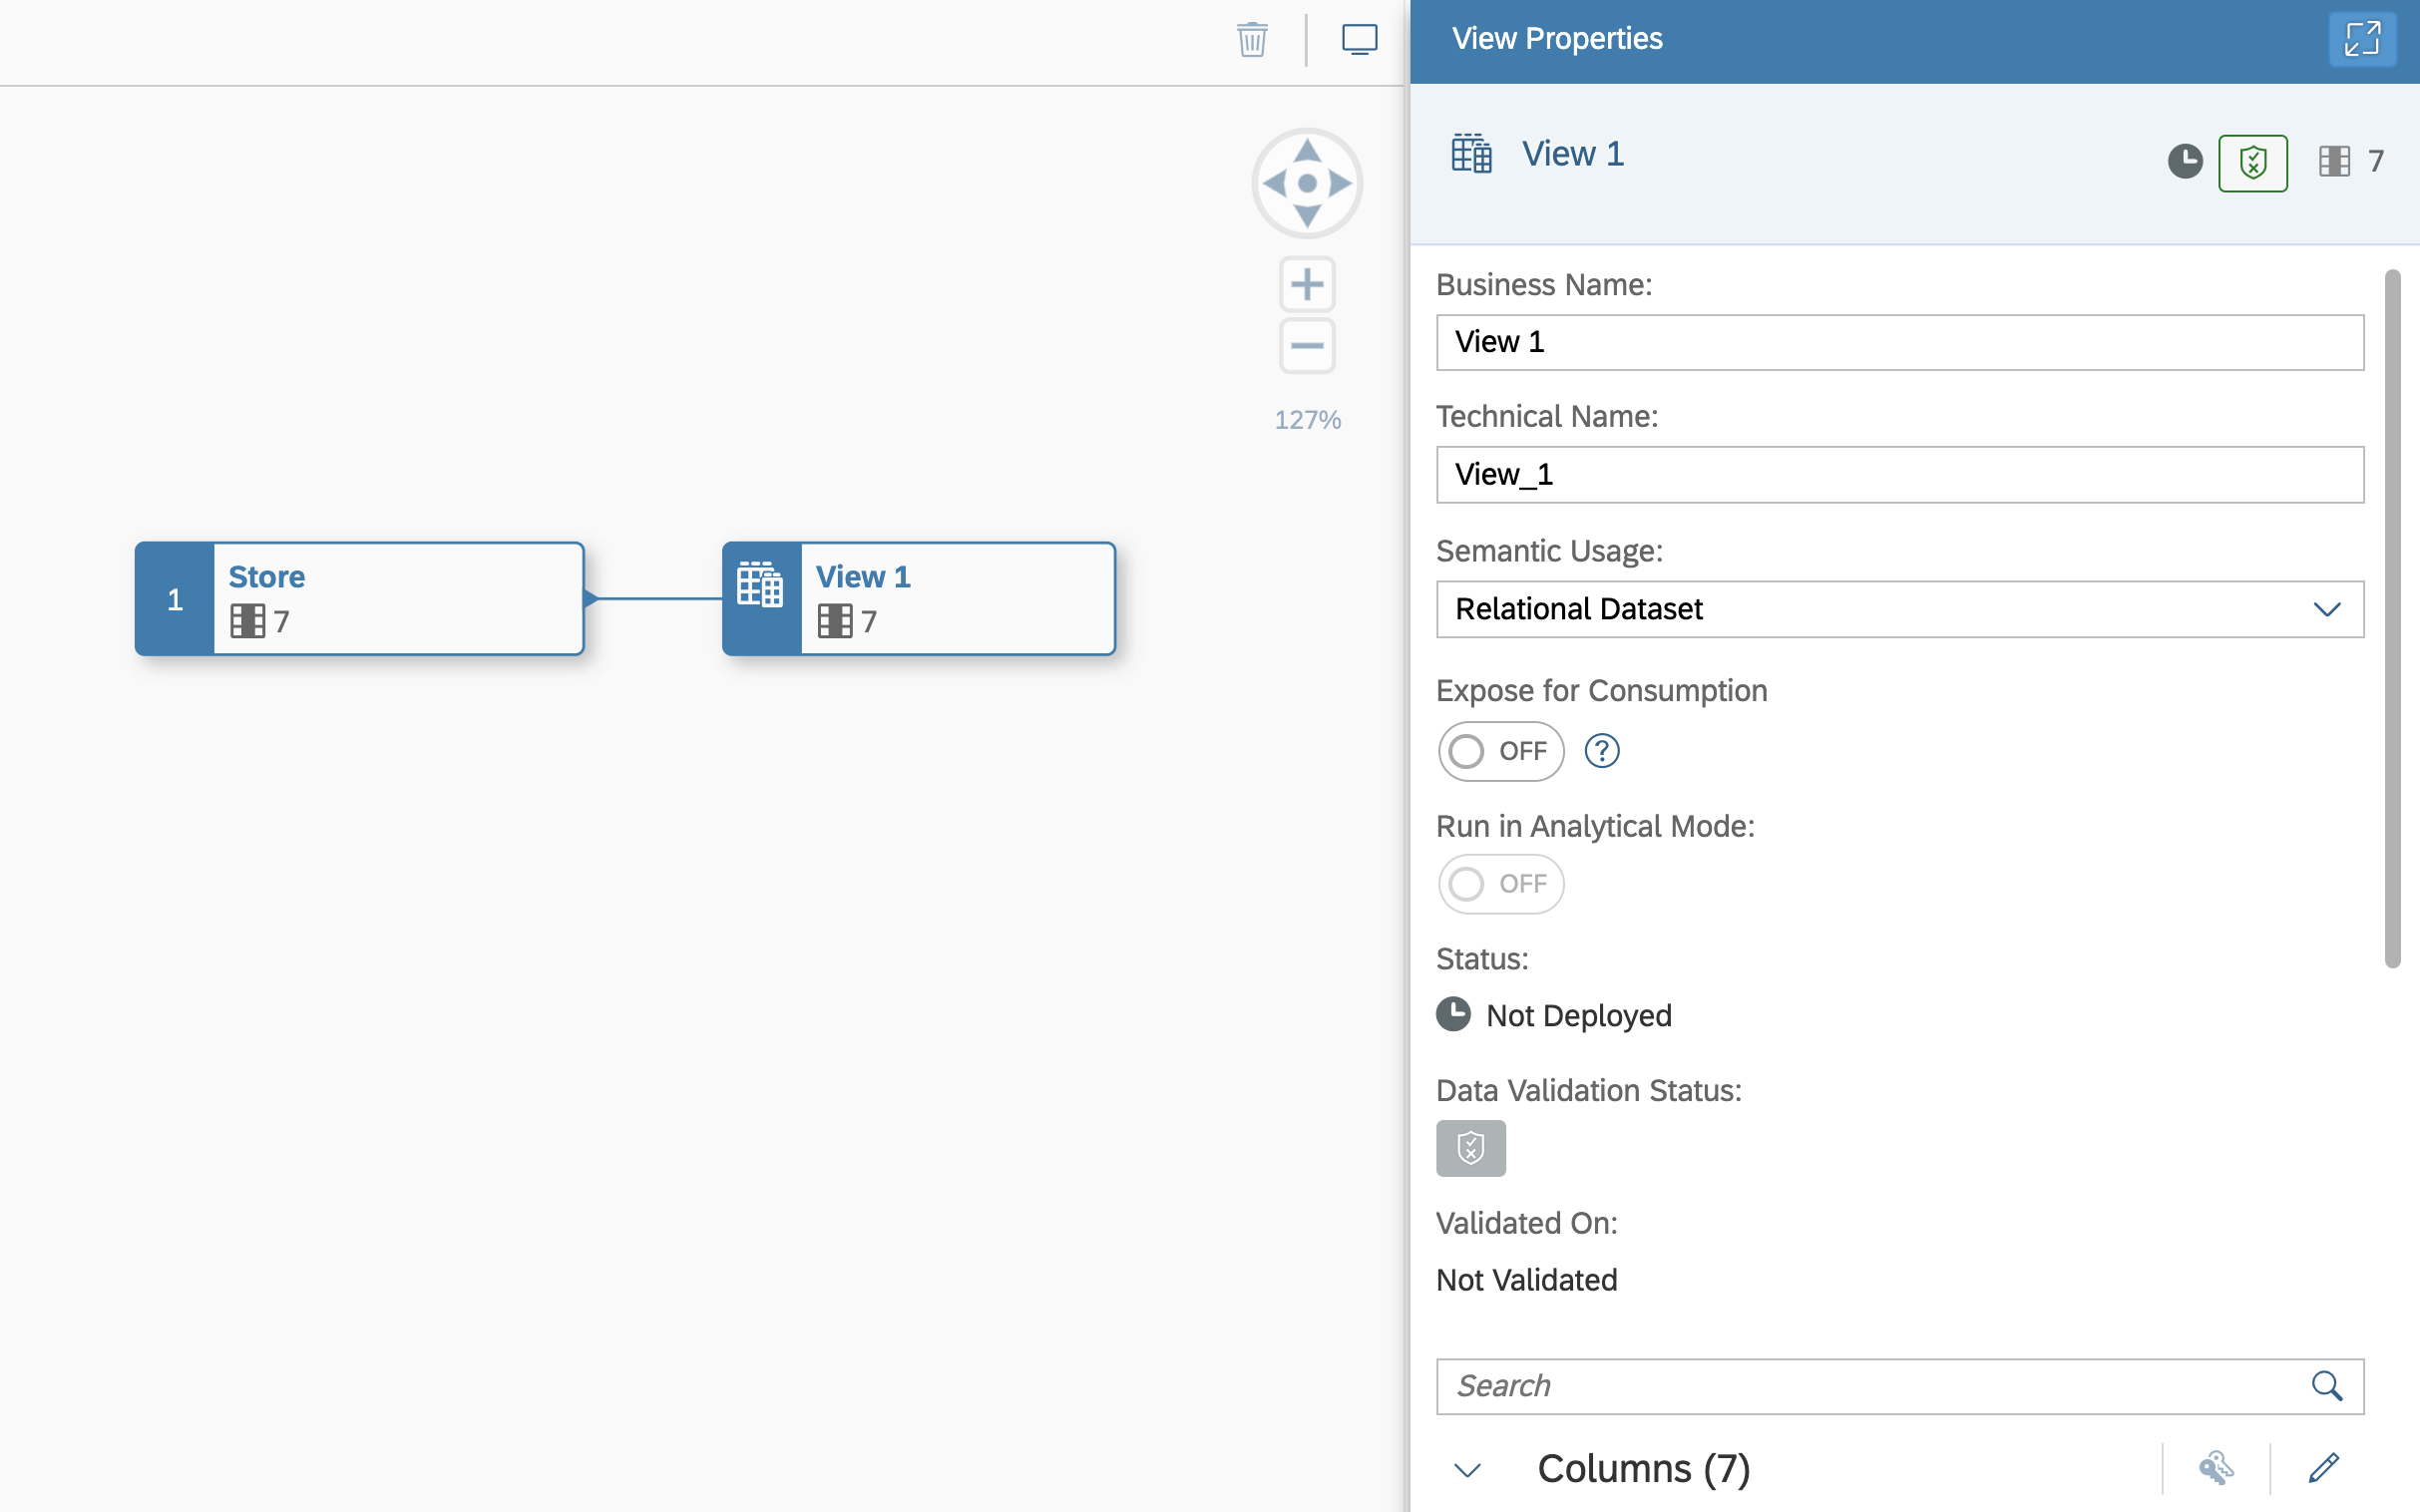 View Properties
View 1
7
127%
1
Store
7
View 1
7
Business Name:
View 1
Technical Name:
View_1
Semantic Usage:
Relational Dataset
Expose for Consumption
OFF
?
Run in Analytical Mode:
OFF
Status:
Not Deployed
Data Validation Status:
Validated On:
Not Validated
Search
Columns (7)